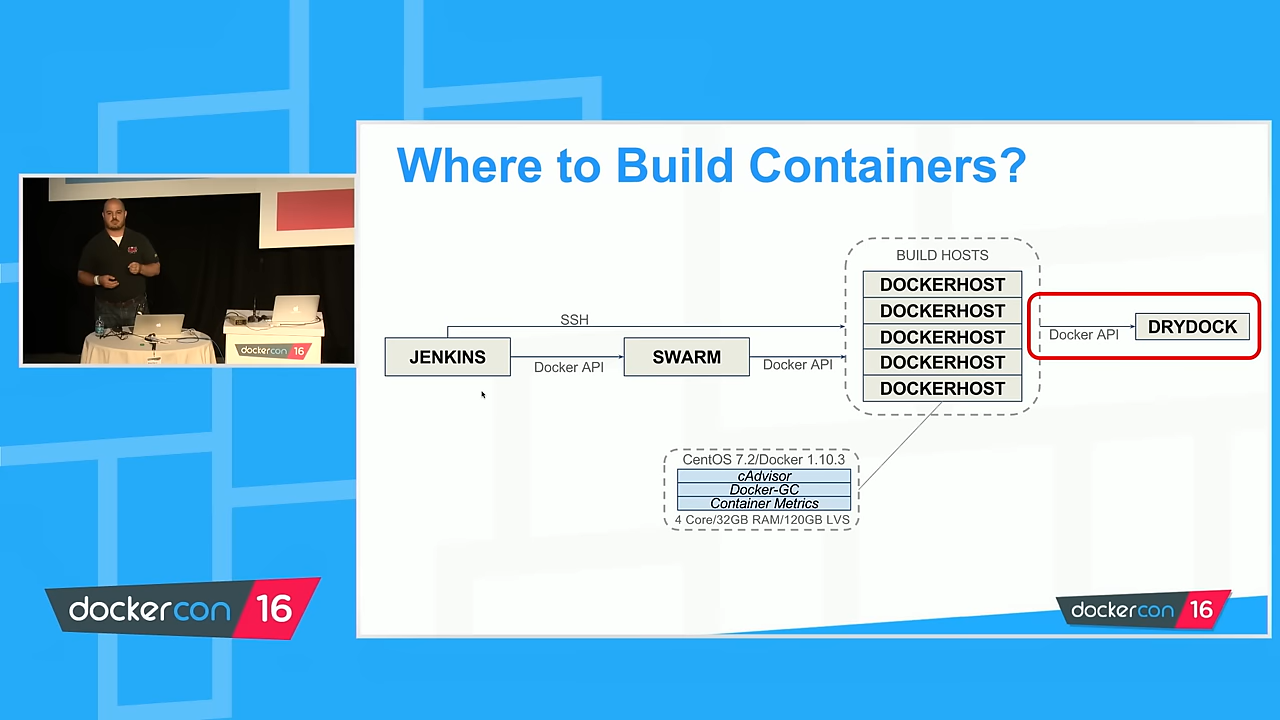 Where to Build Containers?
BUILD HOSTS
DOCKERHOST
DOCKERHOST
DOCKERHOST
DOCKERHOST
DOCKERHOST
SSH
JENKINS
Docker API
SWARM
Docker API
Docker API
DRYDOCK
CentOS 7.2/Docker 1.10.3
cAdvisor
Docker-GC
Container Metrics
4 Core/32GB RAM/120GB LVS
dockercon 16
dockercon 16
dockercon 16